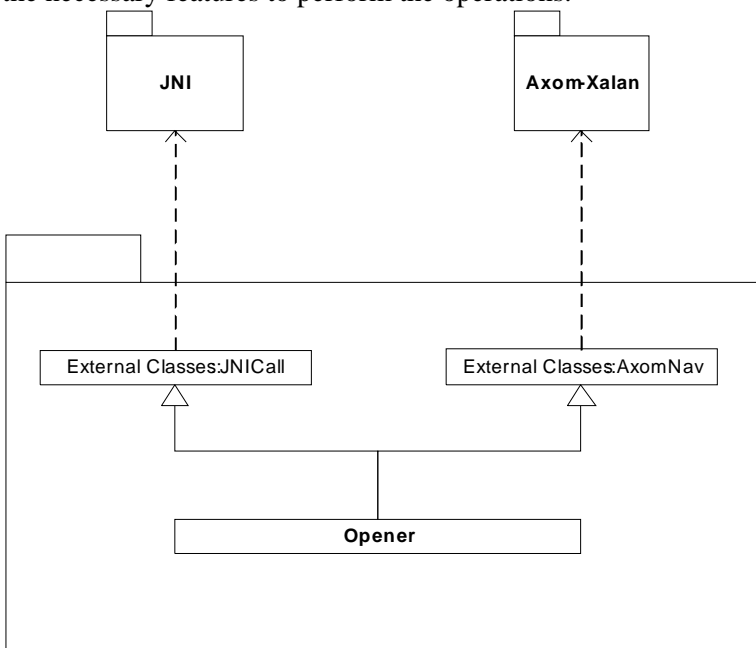 the necessary features to perform the operations.
JNI
Axom-Xalan
External Classes:JNICall
External Classes:AxomNav
Opener